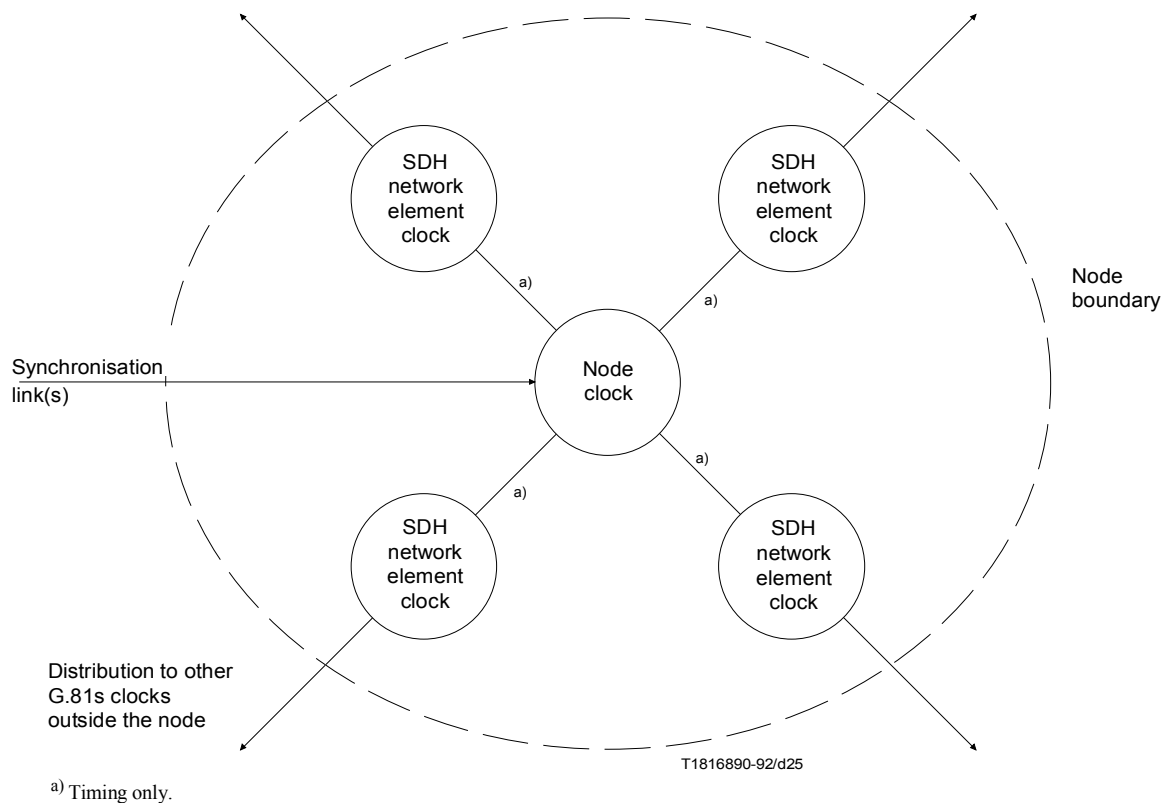 SDH
network
element
clock
SDH
network
element
clock
a)
a)
Node
boundary
Synchronisation
link(s)
Node
clock
a)
a)
SDH
network
element
clock
SDH
network
element
clock
Distribution to other
G.81s clocks
outside the node
T1816890-92/d25
a) Timing only.